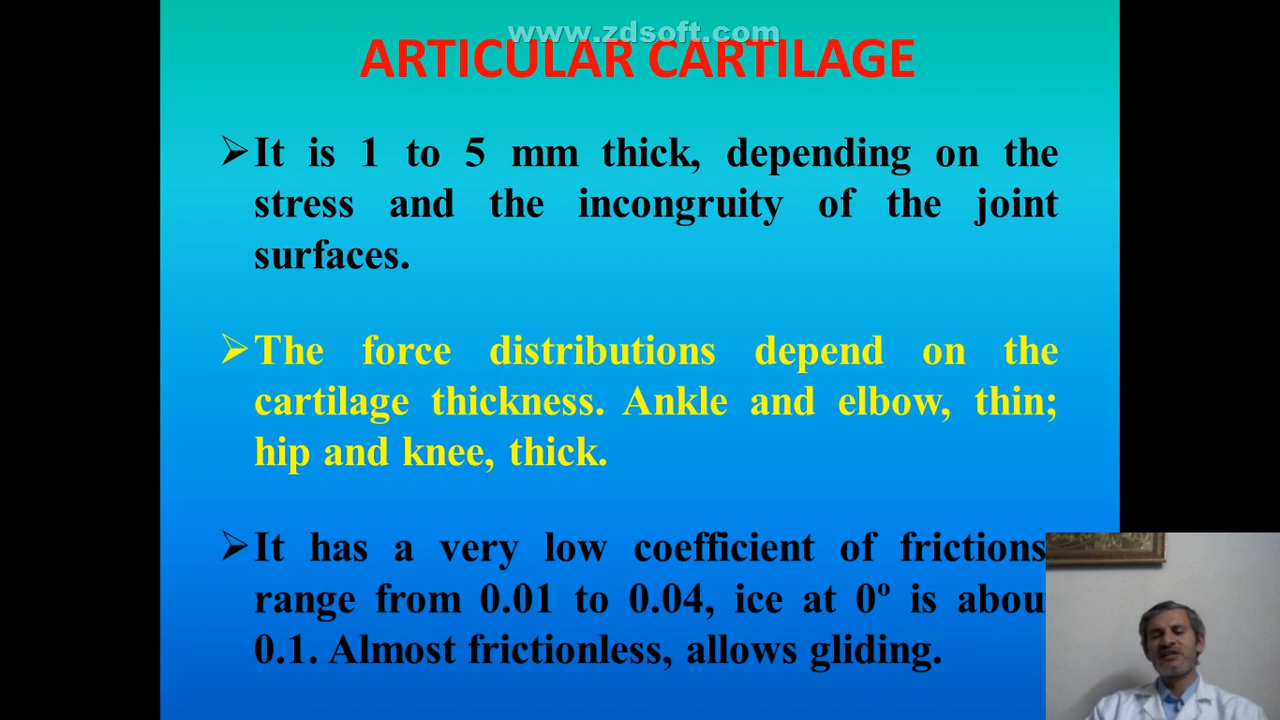 www.zdsoft.com
ARTICULAR CARTILAGE
It is 1 to 5 mm thick, depending on the
stress and the incongruity of the joint
surfaces.
The force distributions depend on the
cartilage thickness. Ankle and elbow, thin;
hip and knee, thick.
It has a very low coefficient of frictions
range from 0.01 to 0.04, ice at 0º is abou
0.1. Almost frictionless, allows gliding.